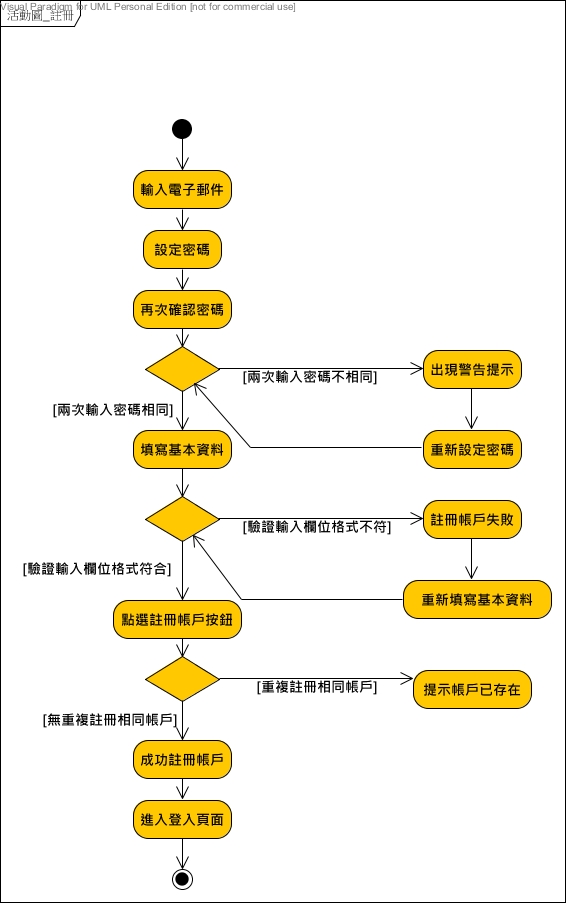 Visual Paradigm for UML Personal Edition [not for commercial use]
活動圖_註冊
輸入電子郵件
設定密碼
再次確認密碼
出現警告提示
[兩次輸入密碼不相同]
[兩次輸入密碼相同]
填寫基本資料
重新設定密碼
註冊帳戶失敗
[驗證輸入欄位格式不符]
[驗證輸入欄位格式符合]
重新填寫基本資料
點選註冊帳戶按鈕
[重複註冊相同帳戶]
提示帳戶已存在
[無重複註冊相同帳戶]
成功註冊帳戶
進入登入頁面